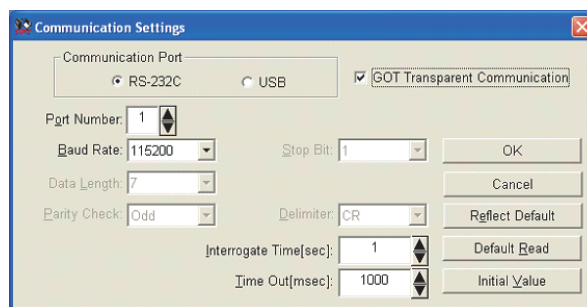 Communication Settings
Communication Port
RS-232C USB
GOT Transparent Communication
Port Number: 1
Baud Rate: 115200 Stop Bit: 1 OK
Data Length: 7 Cancel
Parity Check: Odd Delimiter: CR Reflect Default
Interrogate Time[sec]: 1 Default Read
Time Out[msec]: 1000 Initial Value